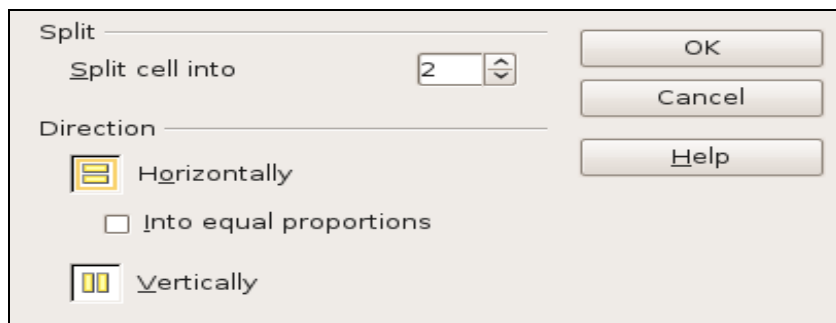 Split
Split cell into 2
Direction
Horizontally
Into equal proportions
Vertically
OK
Cancel
Help